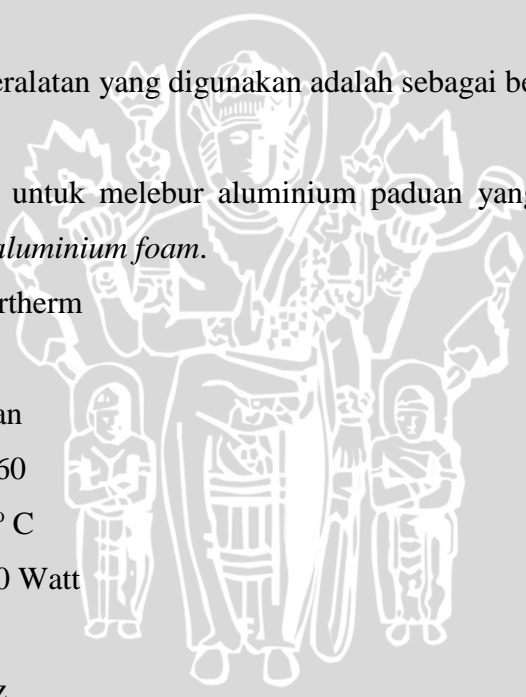 eralatan yang digunakan adalah sebagai be
untuk melebur aluminium paduan yang
aluminium foam.
rtherm
an
60
° C
0 Watt
z